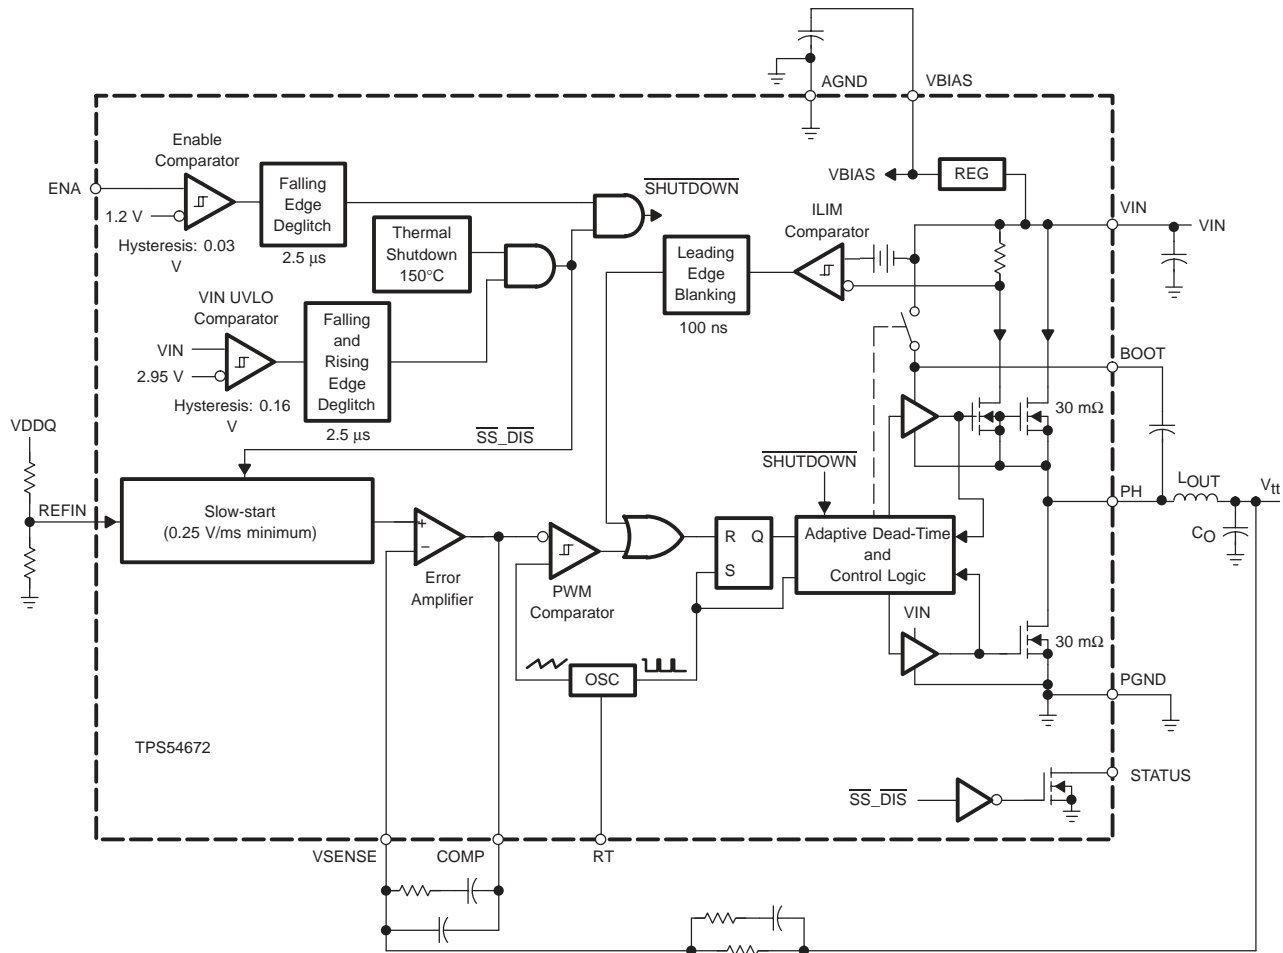 AGND
VBIAS
Enable
Comparator
ENA
1.2 V
Hysteresis: 0.03
V
Falling
Edge
Deglitch
2.5 µs
SHUTDOWN
VBIAS
REG
VIN
VIN
Thermal
Shutdown
150°C
ILIM
Comparator
Leading
Edge
Blanking
100 ns
VIN UVLO
Comparator
VIN
2.95 V
Hysteresis: 0.16
V
Falling
and
Rising
Edge
Deglitch
2.5 µs
BOOT
30 mΩ
VDDQ
SS_DIS
SHUTDOWN
REFIN
Slow-start
(0.25 V/ms minimum)
+
−
Error
Amplifier
PWM
Comparator
R Q
S
Adaptive Dead-Time
and
Control Logic
PH
LOUT
Vtt
CO
VIN
30 mΩ
OSC
PGND
TPS54672
SS_DIS
STATUS
VSENSE
COMP
RT